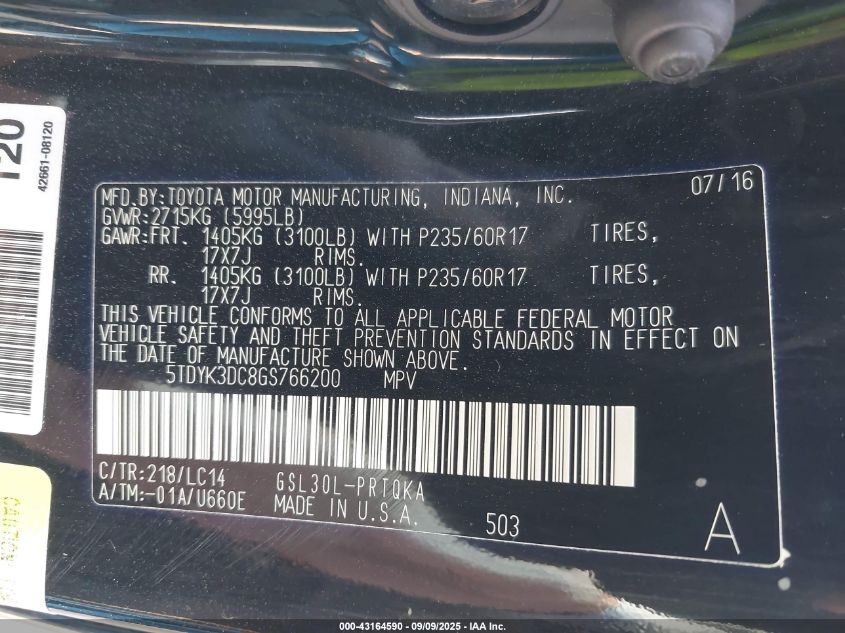 120
42661-08120
07/16
MFD.BY:TOYOTA MOTOR MANUFACTURING, INDIANA, INC.
GVWR:2715KG (5995LB)
GAWR:FRT. 1405KG (3100LB) WITH P235/60R17 TIRES,
17X7J RIMS.
RR. 1405KG (3100LB) WITH P235/60R17 TIRES,
17X7J RIMS.
THIS VEHICLE CONFORMS TO ALL APPLICABLE FEDERAL MOTOR
VEHICLE SAFETY AND THEFT PREVENTION STANDARDS IN EFFECT ON
THE DATE OF MANUFACTURE SHOWN ABOVE.
5TDYK3DC8GS766200 MPV
C/TR:218/LC14 GSL30L-PRTQKA
A/TM:-01A/U660E MADE IN U.S.A.
503
A
000-43164590 - 09/09/2025 - IAA Inc.